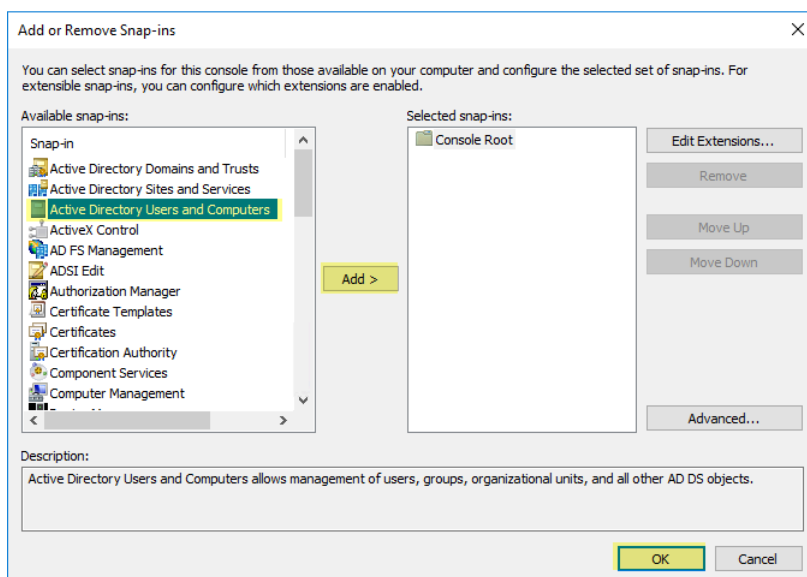 Add or Remove Snap-ins
You can select snap-ins for this console from those available on your computer and configure the selected set of snap-ins. For
extensible snap-ins, you can configure which extensions are enabled.
Available snap-ins:
Snap-in
Active Directory Domains and Trusts
Active Directory Sites and Services
Active Directory Users and Computers
ActiveX Control
AD FS Management
ADSI Edit
Authorization Manager
Certificate Templates
Certificates
Certification Authority
Component Services
Computer Management
Add >
Selected snap-ins:
Console Root
Edit Extensions...
Remove
Move Up
Move Down
Advanced...
Description:
Active Directory Users and Computers allows management of users, groups, organizational units, and all other AD DS objects.
OK
Cancel